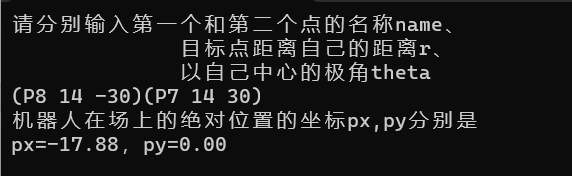 请分别输入第一个和第二个点的名称name、
目标点距离自己的距离r、
以自己中心的极角theta
(P8 14 -30)(P7 14 30)
机器人在场上的绝对位置的坐标px,py分别是
px=-17.88, py=0.00